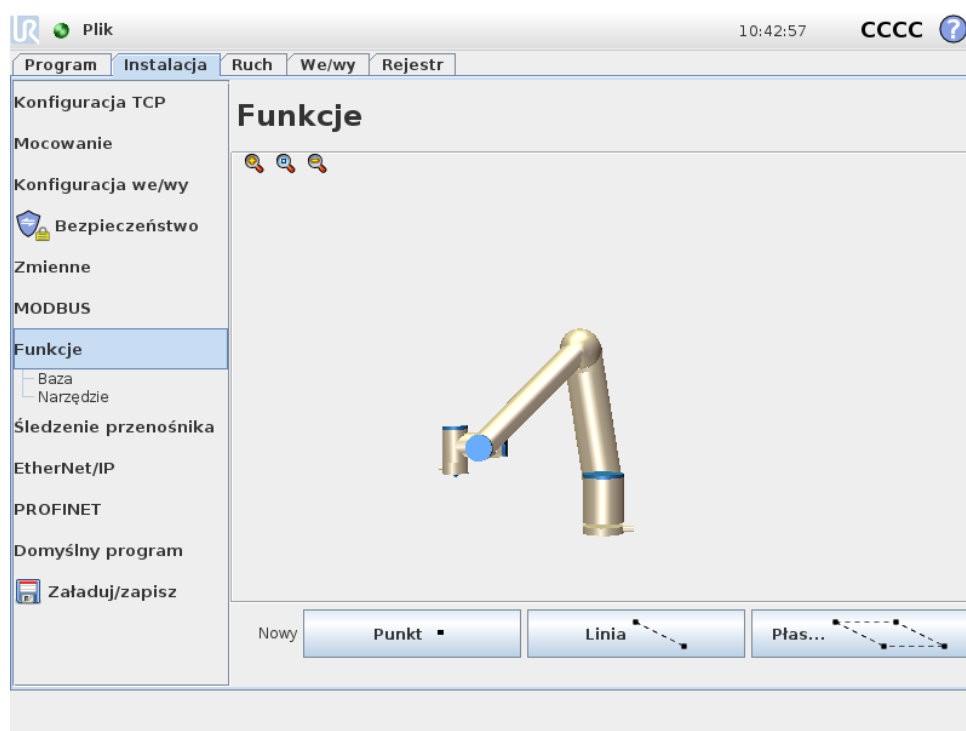 UR Plik 10:42:57 CCCC ?
Program Instalacja Ruch We/wy Rejestr
Konfiguracja TCP
Mocowanie
Konfiguracja we/wy
Bezpieczeństwo
Zmienne
MODBUS
Funkcje
Baza
Narzędzie
Śledzenie przenośnika
EtherNet/IP
PROFINET
Domyślny program
Załaduj/zapisz
Funkcje
Nowy Punkt Linia Płas...